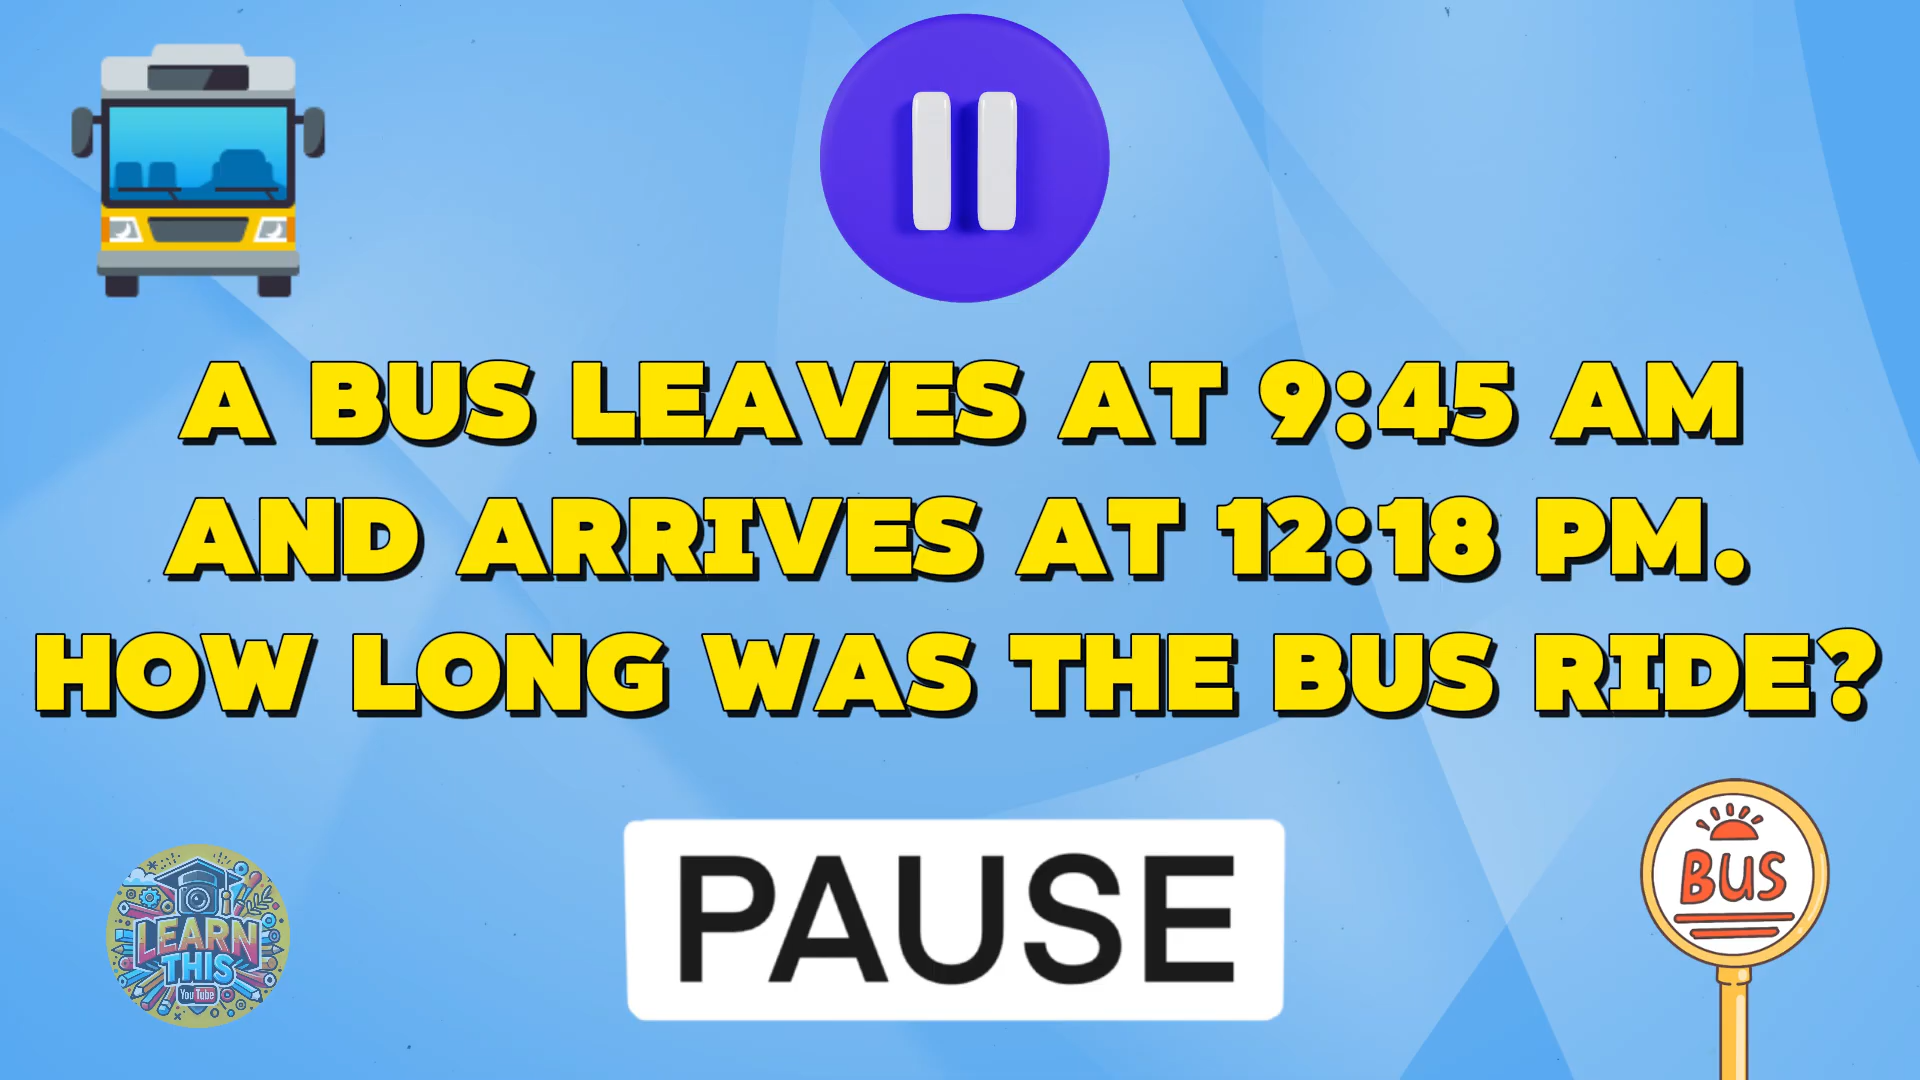 A BUS LEAVES AT 9:45 AM
AND ARRIVES AT 12:18 PM.
HOW LONG WAS THE BUS RIDE?
PAUSE
LEARN
THIS
YouTube
BUS